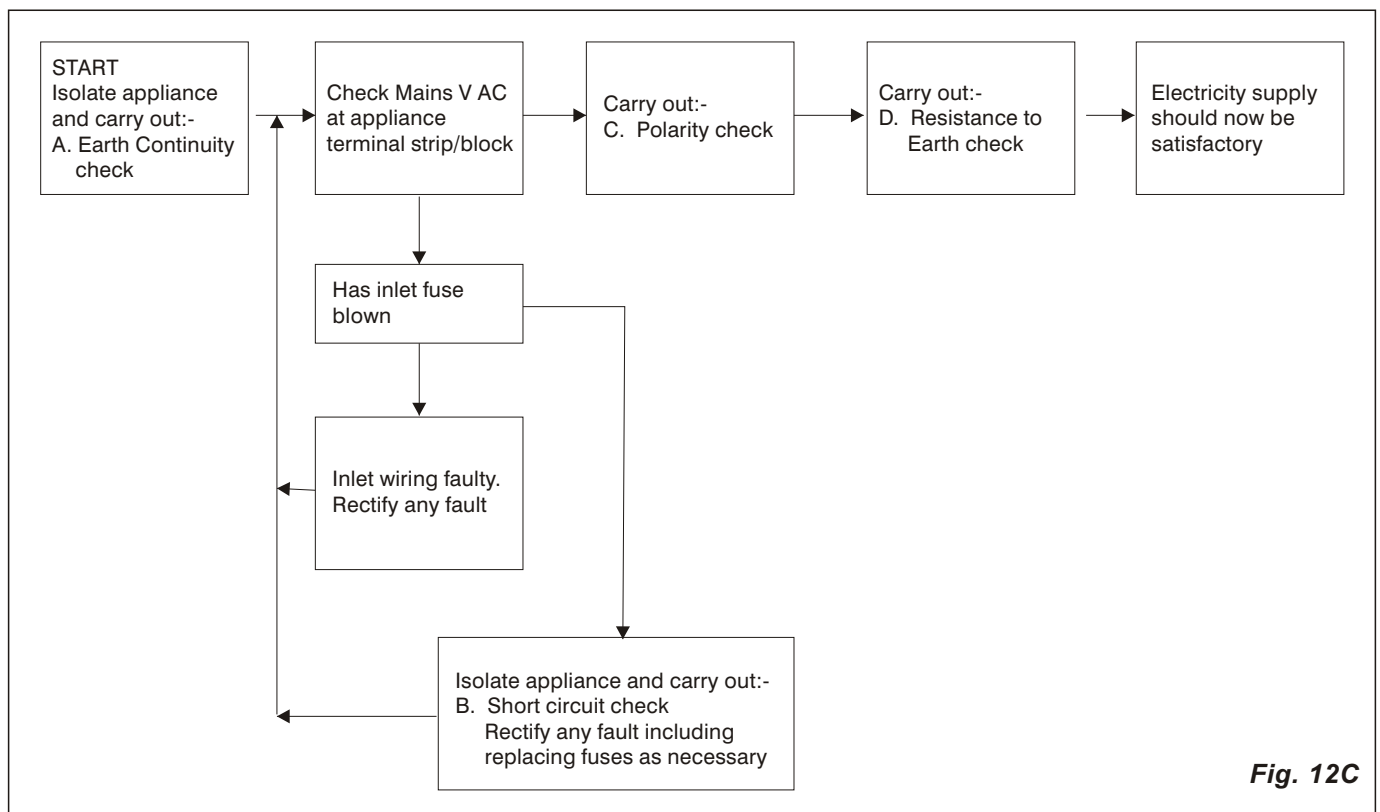 START
Isolate appliance
and carry out:-
A. Earth Continuity
check
Check Mains V AC
at appliance
terminal strip/block
Carry out:-
C. Polarity check
Carry out:-
D. Resistance to
Earth check
Electricity supply
should now be
satisfactory
Has inlet fuse
blown
Inlet wiring faulty.
Rectify any fault
Isolate appliance and carry out:-
B. Short circuit check
Rectify any fault including
replacing fuses as necessary
Fig. 12C